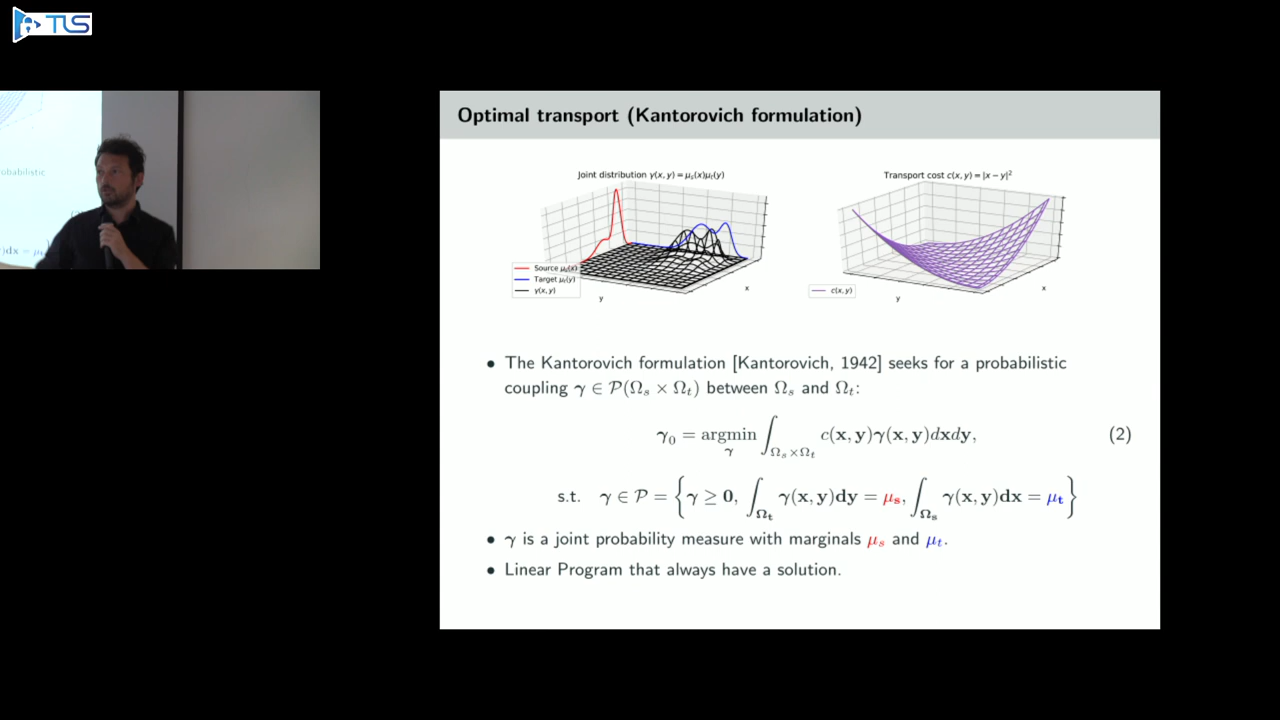 TLS
obabilistic
)dx = μt
Optimal transport (Kantorovich formulation)
Joint distribution γ(x, y) = μs(x)μt(y)
Source μs(x)
Target μt(y)
γ(x, y)
y
x
Transport cost c(x, y) = |x − y|²
c(x, y)
y
x
• The Kantorovich formulation [Kantorovich, 1942] seeks for a probabilistic
coupling γ ∈ P(Ωs × Ωt) between Ωs and Ωt:
γ0 = argmin γ ∫Ωs×Ωt c(x, y)γ(x, y)dxdy, (2)
s.t. γ ∈ P = { γ ≥ 0, ∫Ωt γ(x, y)dy = μs, ∫Ωs γ(x, y)dx = μt }
• γ is a joint probability measure with marginals μs and μt.
• Linear Program that always have a solution.